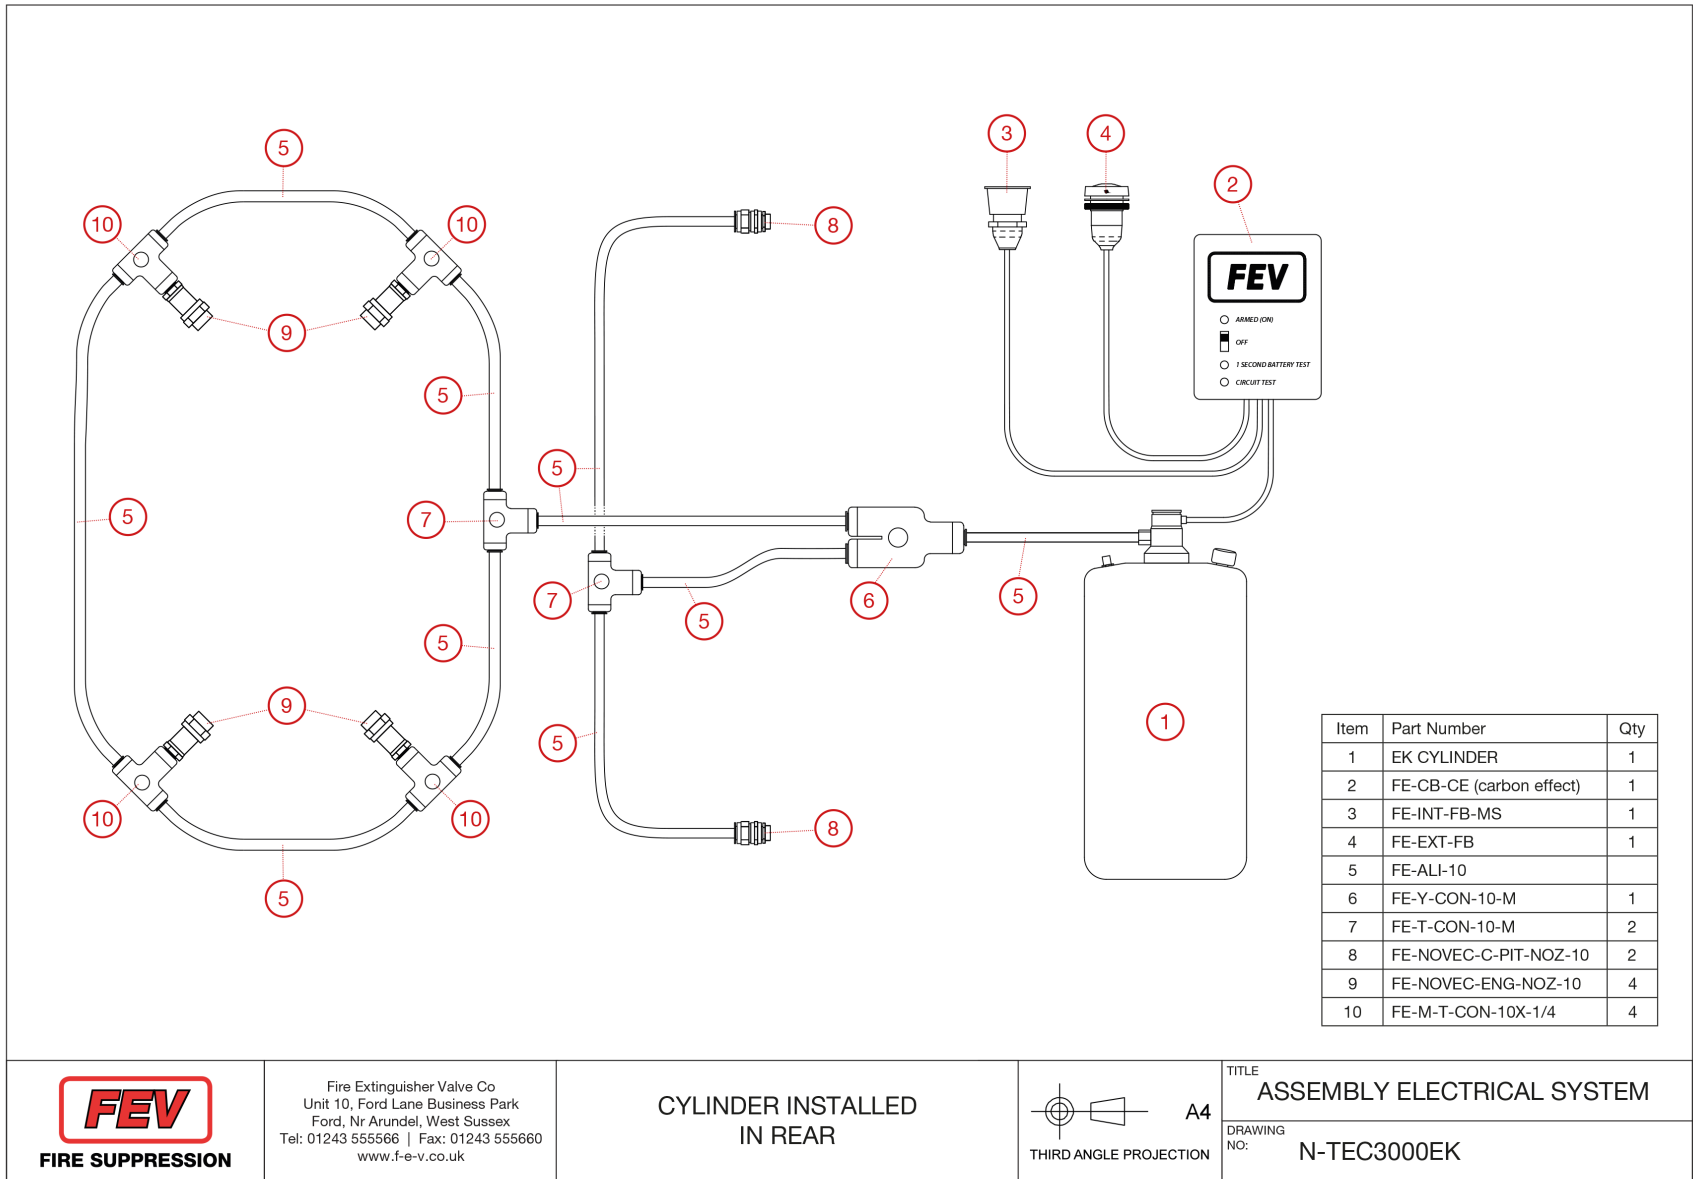 5
3
4
2
10
10
8
9
FEV
ARMED (ON)
OFF
1 SECOND BATTERY TEST
CIRCUIT TEST
5
5
5
7
7
5
6
5
5
9
5
1
10
10
8
5
Item Part Number Qty
1 EK CYLINDER 1
2 FE-CB-CE (carbon effect) 1
3 FE-INT-FB-MS 1
4 FE-EXT-FB 1
5 FE-ALI-10
6 FE-Y-CON-10-M 1
7 FE-T-CON-10-M 2
8 FE-NOVEC-C-PIT-NOZ-10 2
9 FE-NOVEC-ENG-NOZ-10 4
10 FE-M-T-CON-10X-1/4 4
FEV
FIRE SUPPRESSION
Fire Extinguisher Valve Co
Unit 10, Ford Lane Business Park
Ford, Nr Arundel, West Sussex
Tel: 01243 555566 | Fax: 01243 555660
www.f-e-v.co.uk
CYLINDER INSTALLED
IN REAR
A4
THIRD ANGLE PROJECTION
TITLE
ASSEMBLY ELECTRICAL SYSTEM
DRAWING
NO:
N-TEC3000EK